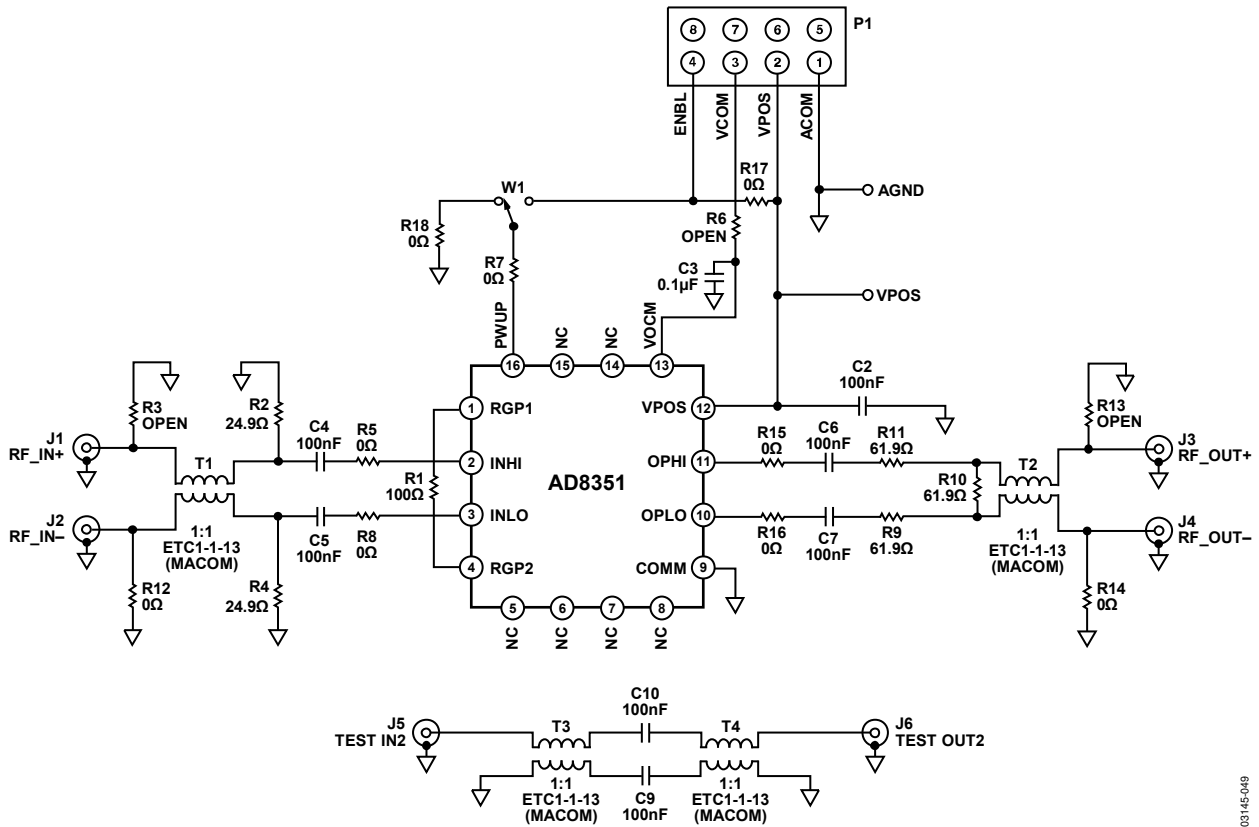 8 7 6 5
P1
4 3 2 1
ENBL
VCOM
VPOS
ACOM
R17
0Ω
W1
AGND
R18
0Ω
R6
OPEN
R7
0Ω
C3
0.1µF
VPOS
PWUP
NC
NC
VOCM
16 15 14 13
R3
OPEN
R2
24.9Ω
C4
100nF
R5
0Ω
J1
RF_IN+
T1
1 RGP1
2 INHI
R1
100Ω
3 INLO
4 RGP2
AD8351
VPOS 12
OPHI 11
OPLO 10
COMM 9
C2
100nF
R15
0Ω
C6
100nF
R11
61.9Ω
R13
OPEN
J3
RF_OUT+
T2
R10
61.9Ω
J2
RF_IN–
1:1
ETC1-1-13
(MACOM)
C5
100nF
R8
0Ω
R12
0Ω
R4
24.9Ω
R16
0Ω
C7
100nF
R9
61.9Ω
1:1
ETC1-1-13
(MACOM)
J4
RF_OUT–
R14
0Ω
5 6 7 8
NC
NC
NC
NC
C10
100nF
J5
TEST IN2
T3
T4
J6
TEST OUT2
1:1
ETC1-1-13
(MACOM)
C9
100nF
1:1
ETC1-1-13
(MACOM)
03145-049